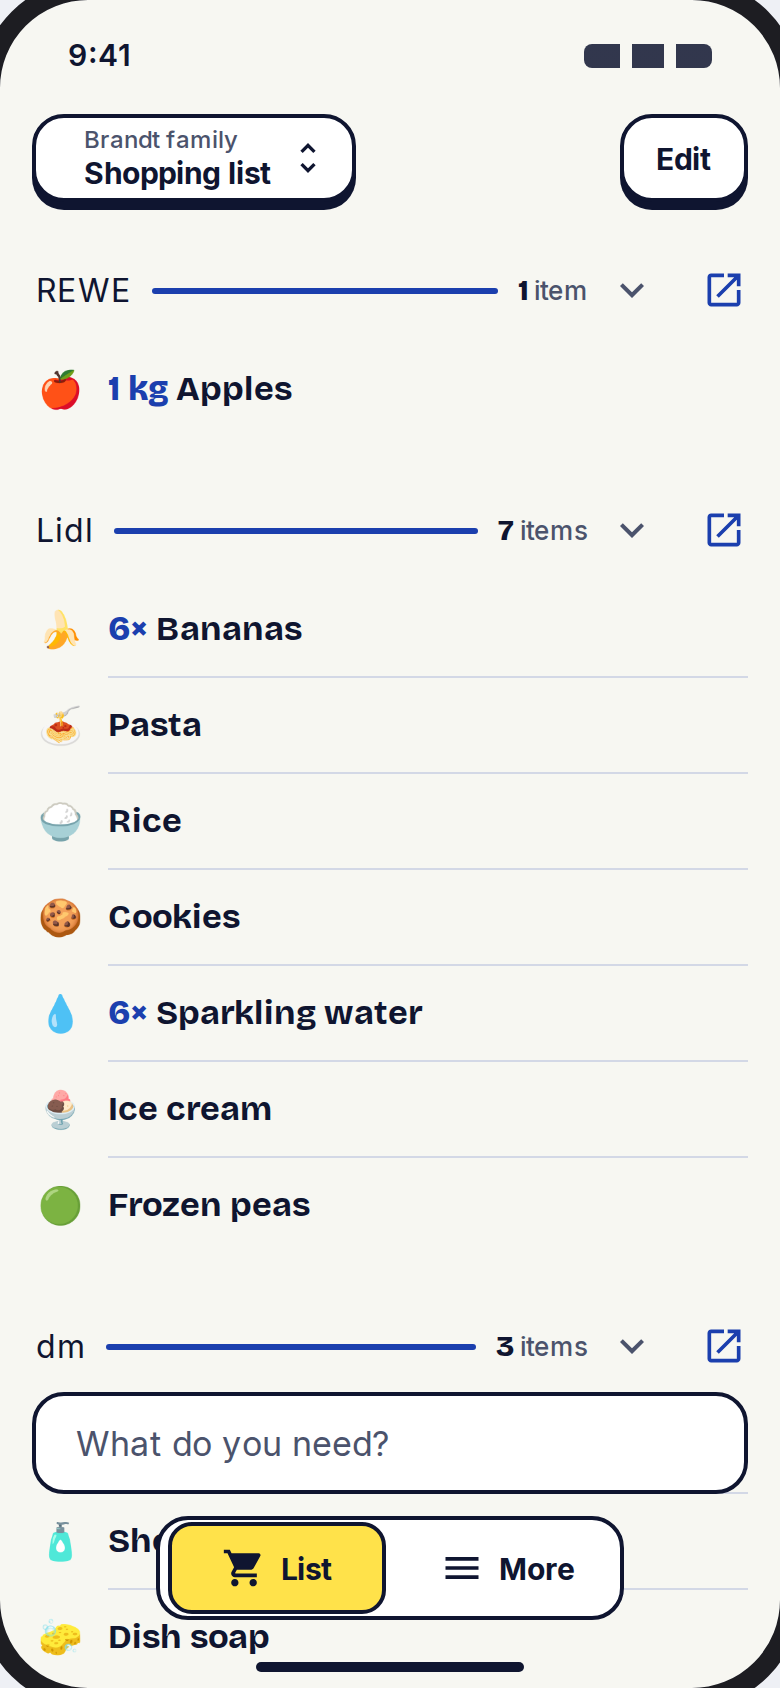 9:41
Brandt family
Shopping list
Edit
REWE 1 item
1 kg Apples
Lidl 7 items
6× Bananas
Pasta
Rice
Cookies
6× Sparkling water
Ice cream
Frozen peas
dm 3 items
What do you need?
List More
Dish soap